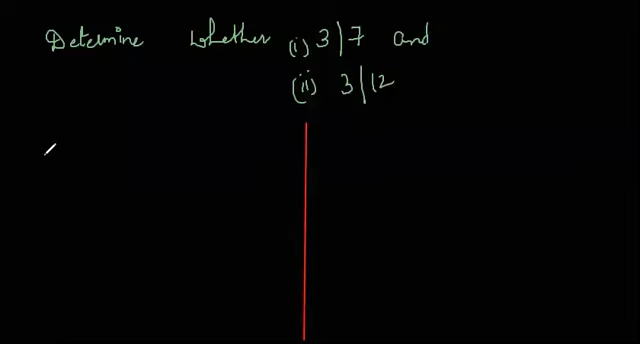 Determine whether (i) 3|7 and
(ii) 3|12